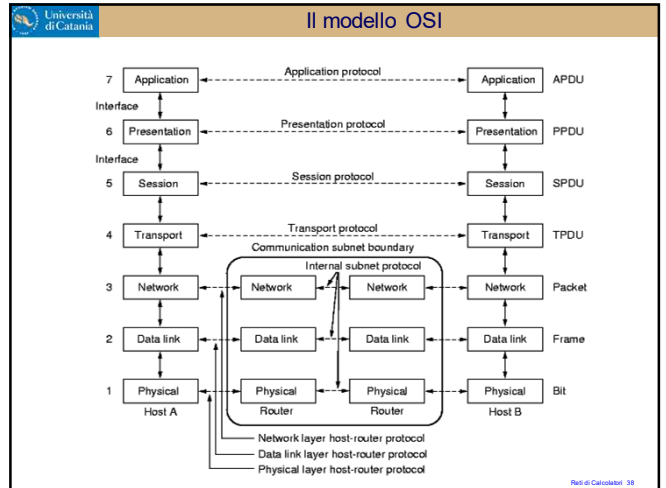 Università
di Catania
Il modello OSI
Application protocol
7 Application Application APDU
Interface
Presentation protocol
6 Presentation Presentation PPDU
Interface
Session protocol
5 Session Session SPDU
Transport protocol
4 Transport Transport TPDU
Communication subnet boundary
Internal subnet protocol
3 Network Network Network Network Packet
2 Data link Data link Data link Data link Frame
1 Physical Physical Physical Physical Bit
Host A Router Router Host B
Network layer host-router protocol
Data link layer host-router protocol
Physical layer host-router protocol
Reti di Calcolatori 38